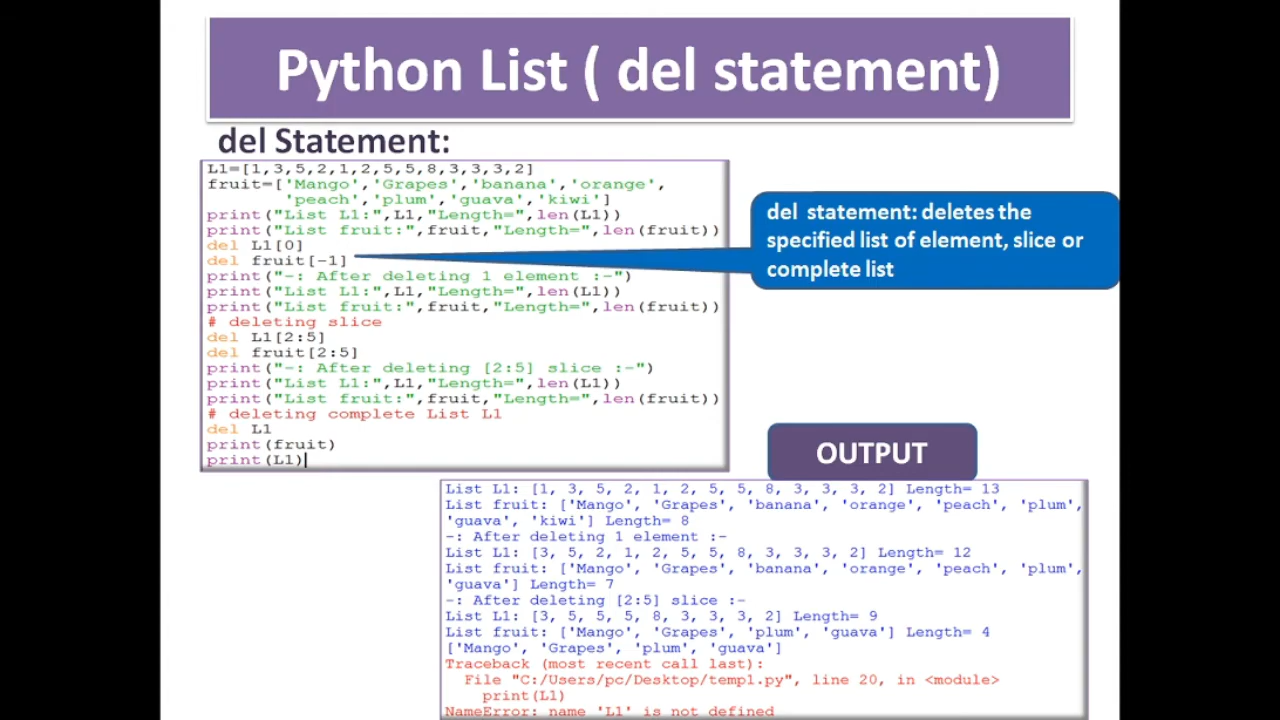 Python List ( del statement)
del Statement:
L1=[1,3,5,2,1,2,5,5,8,3,3,3,2]
fruit=['Mango','Grapes','banana','orange',
'peach','plum','guava','kiwi']
print("List L1:",L1,"Length=",len(L1))
print("List fruit:",fruit,"Length=",len(fruit))
del L1[0]
del fruit[-1]
print("-: After deleting 1 element :-")
print("List L1:",L1,"Length=",len(L1))
print("List fruit:",fruit,"Length=",len(fruit))
# deleting slice
del L1[2:5]
del fruit[2:5]
print("-: After deleting [2:5] slice :-")
print("List L1:",L1,"Length=",len(L1))
print("List fruit:",fruit,"Length=",len(fruit))
# deleting complete List L1
del L1
print(fruit)
print(L1)
del statement: deletes the
specified list of element, slice or
complete list
OUTPUT
List L1: [1, 3, 5, 2, 1, 2, 5, 5, 8, 3, 3, 3, 2] Length= 13
List fruit: ['Mango', 'Grapes', 'banana', 'orange', 'peach', 'plum',
'guava', 'kiwi'] Length= 8
-: After deleting 1 element :-
List L1: [3, 5, 2, 1, 2, 5, 5, 8, 3, 3, 3, 2] Length= 12
List fruit: ['Mango', 'Grapes', 'banana', 'orange', 'peach', 'plum',
'guava'] Length= 7
-: After deleting [2:5] slice :-
List L1: [3, 5, 5, 5, 8, 3, 3, 3, 2] Length= 9
List fruit: ['Mango', 'Grapes', 'plum', 'guava'] Length= 4
['Mango', 'Grapes', 'plum', 'guava']
Traceback (most recent call last):
File "C:/Users/pc/Desktop/temp1.py", line 20, in <module>
print(L1)
NameError: name 'L1' is not defined